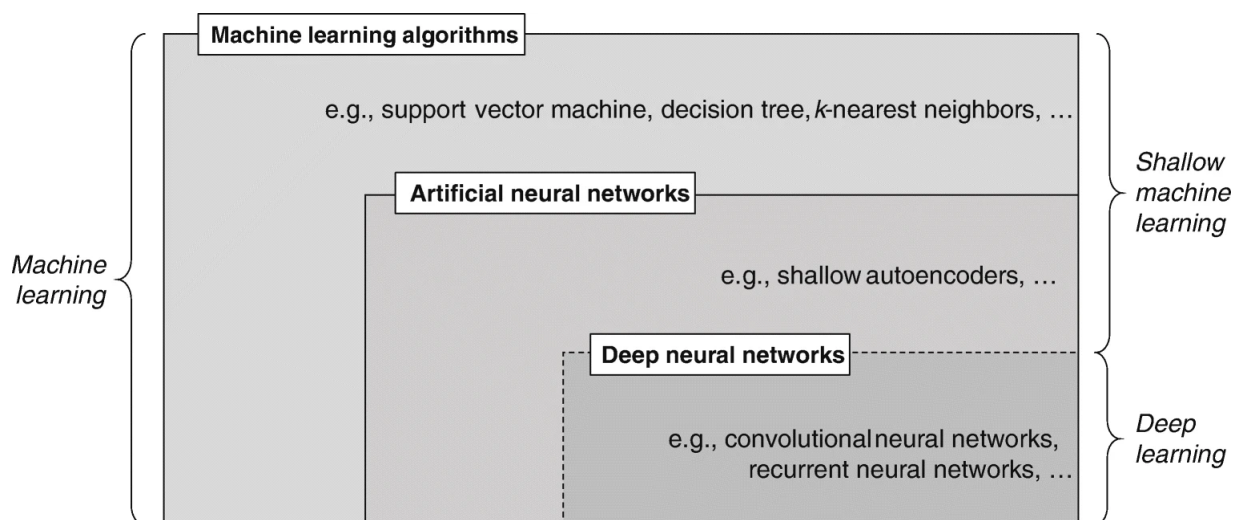 Machine learning algorithms
e.g., support vector machine, decision tree, k-nearest neighbors, …
Shallow
machine
learning
Artificial neural networks
Machine
learning
e.g., shallow autoencoders, …
Deep neural networks
e.g., convolutional neural networks,
recurrent neural networks, …
Deep
learning